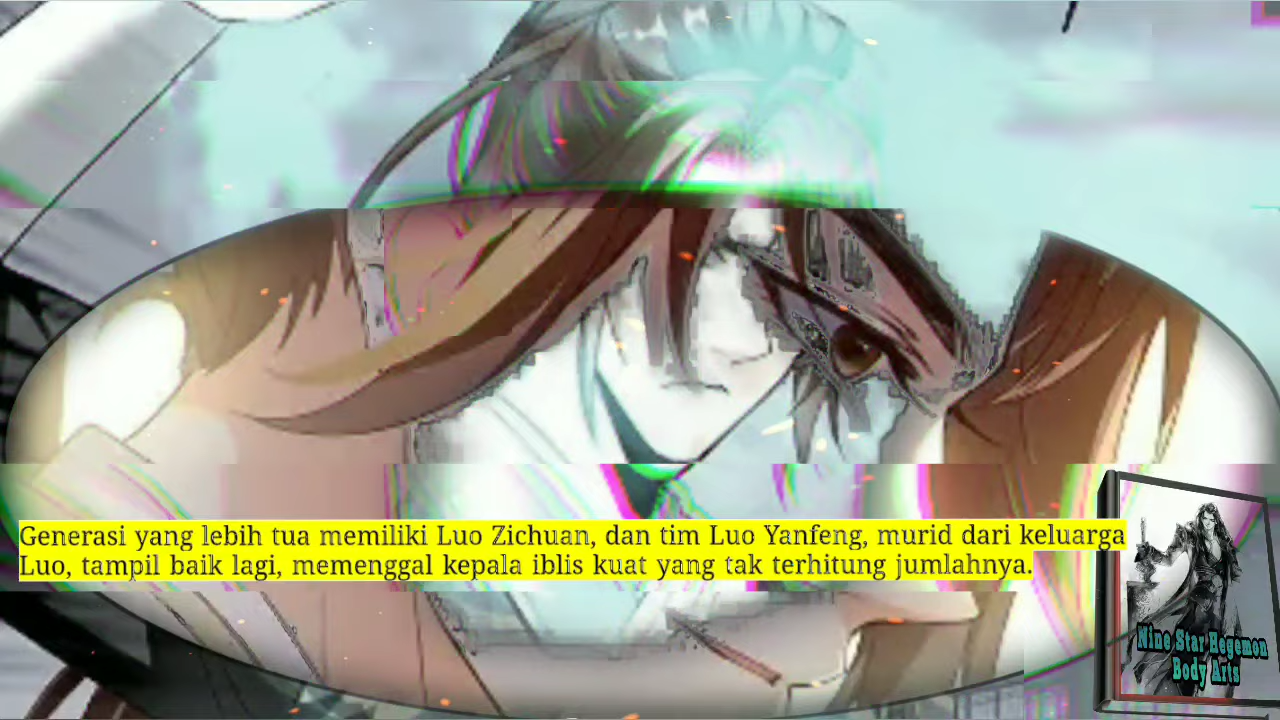 Generasi yang lebih tua memiliki Luo Zichuan, dan tim Luo Yanfeng, murid dari keluarga
Luo, tampil baik lagi, memenggal kepala iblis kuat yang tak terhitung jumlahnya.
Nine Star Hegemon
Body Arts